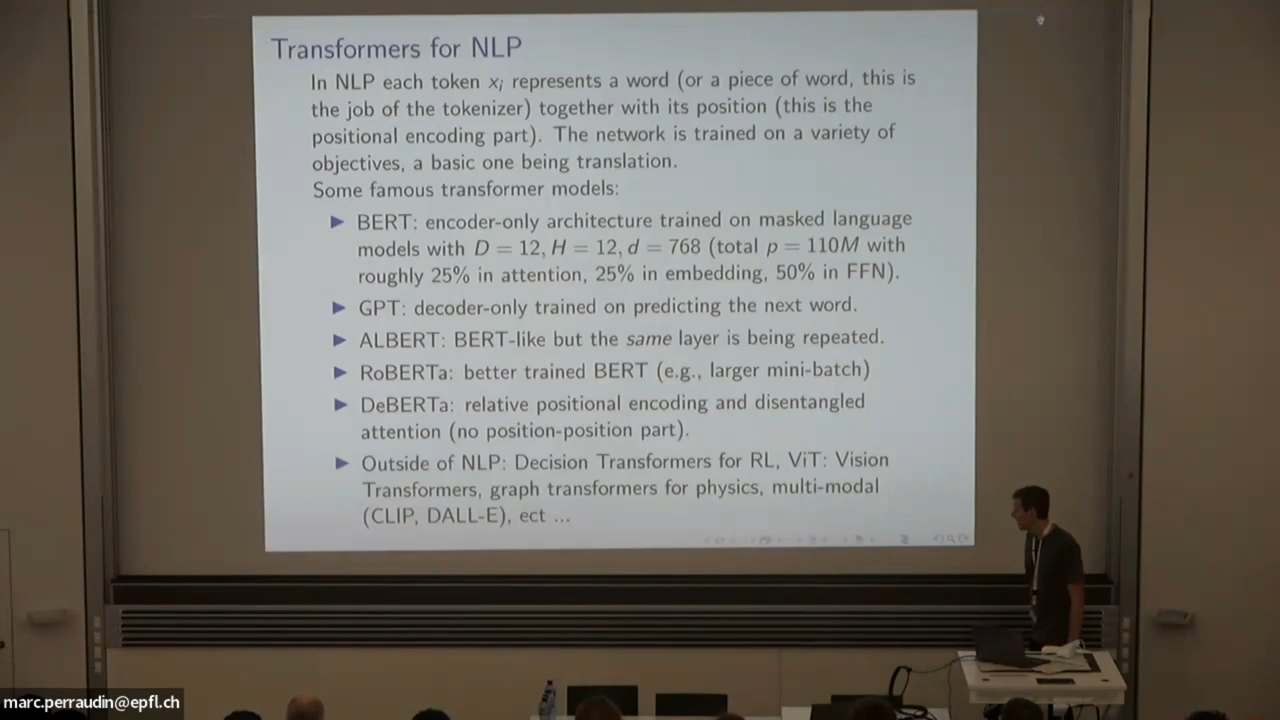 Transformers for NLP
In NLP each token xᵢ represents a word (or a piece of word, this is
the job of the tokenizer) together with its position (this is the
positional encoding part). The network is trained on a variety of
objectives, a basic one being translation.
Some famous transformer models:
▶ BERT: encoder-only architecture trained on masked language
models with D = 12, H = 12, d = 768 (total p = 110M with
roughly 25% in attention, 25% in embedding, 50% in FFN).
▶ GPT: decoder-only trained on predicting the next word.
▶ ALBERT: BERT-like but the same layer is being repeated.
▶ RoBERTa: better trained BERT (e.g., larger mini-batch)
▶ DeBERTa: relative positional encoding and disentangled
attention (no position-position part).
▶ Outside of NLP: Decision Transformers for RL, ViT: Vision
Transformers, graph transformers for physics, multi-modal
(CLIP, DALL-E), ect ...
marc.perraudin@epfl.ch